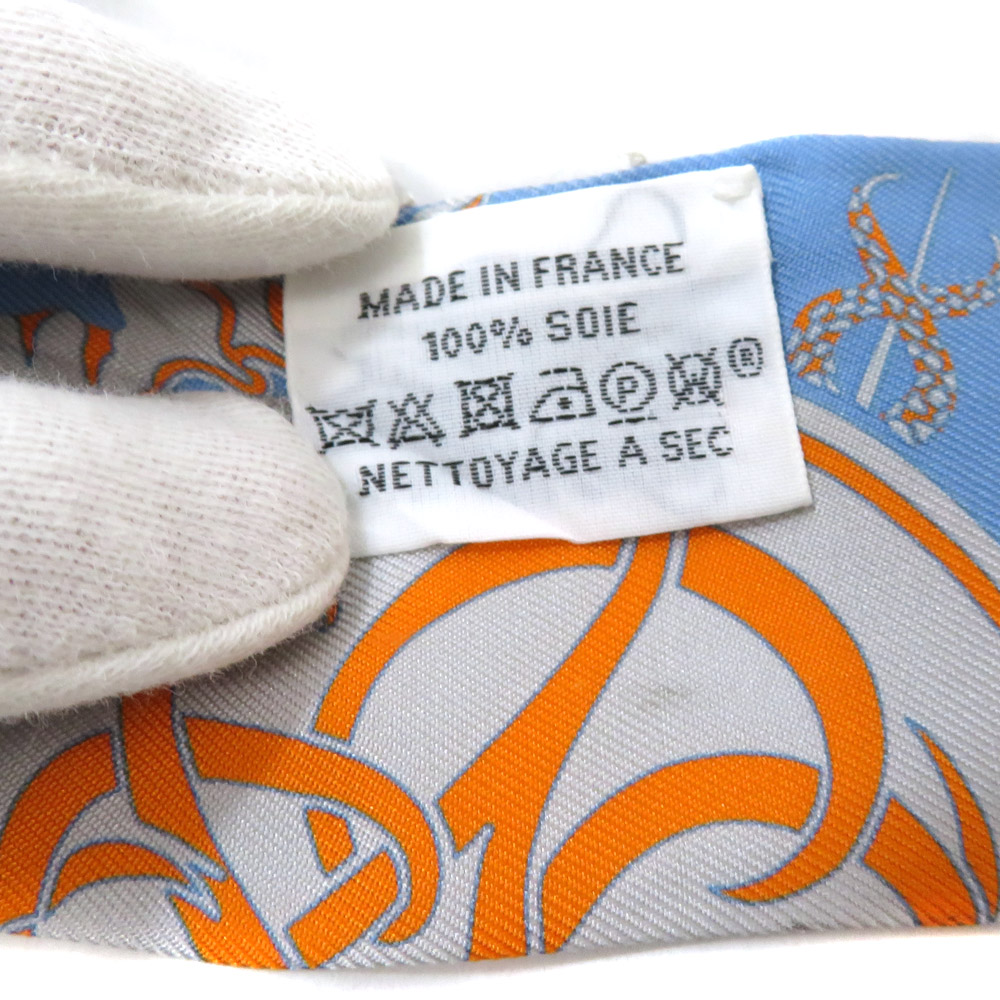 MADE IN FRANCE
100% SOIE
P W ®
NETTOYAGE A SEC